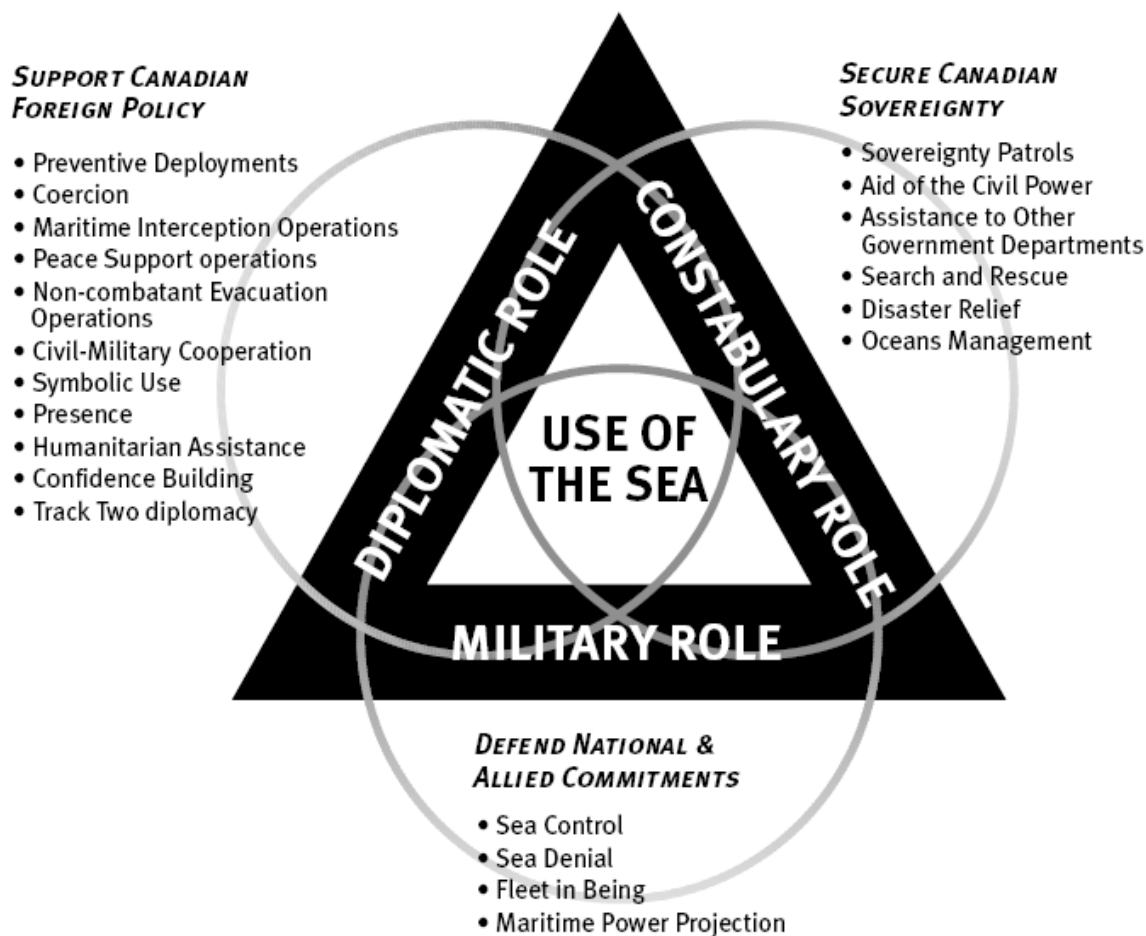 SUPPORT CANADIAN
FOREIGN POLICY
• Preventive Deployments
• Coercion
• Maritime Interception Operations
• Peace Support operations
• Non-combatant Evacuation
Operations
• Civil-Military Cooperation
• Symbolic Use
• Presence
• Humanitarian Assistance
• Confidence Building
• Track Two diplomacy
SECURE CANADIAN
SOVEREIGNTY
• Sovereignty Patrols
• Aid of the Civil Power
• Assistance to Other
Government Departments
• Search and Rescue
• Disaster Relief
• Oceans Management
DIPLOMATIC ROLE
CONSTABULARY ROLE
USE OF
THE SEA
MILITARY ROLE
DEFEND NATIONAL &
ALLIED COMMITMENTS
• Sea Control
• Sea Denial
• Fleet in Being
• Maritime Power Projection